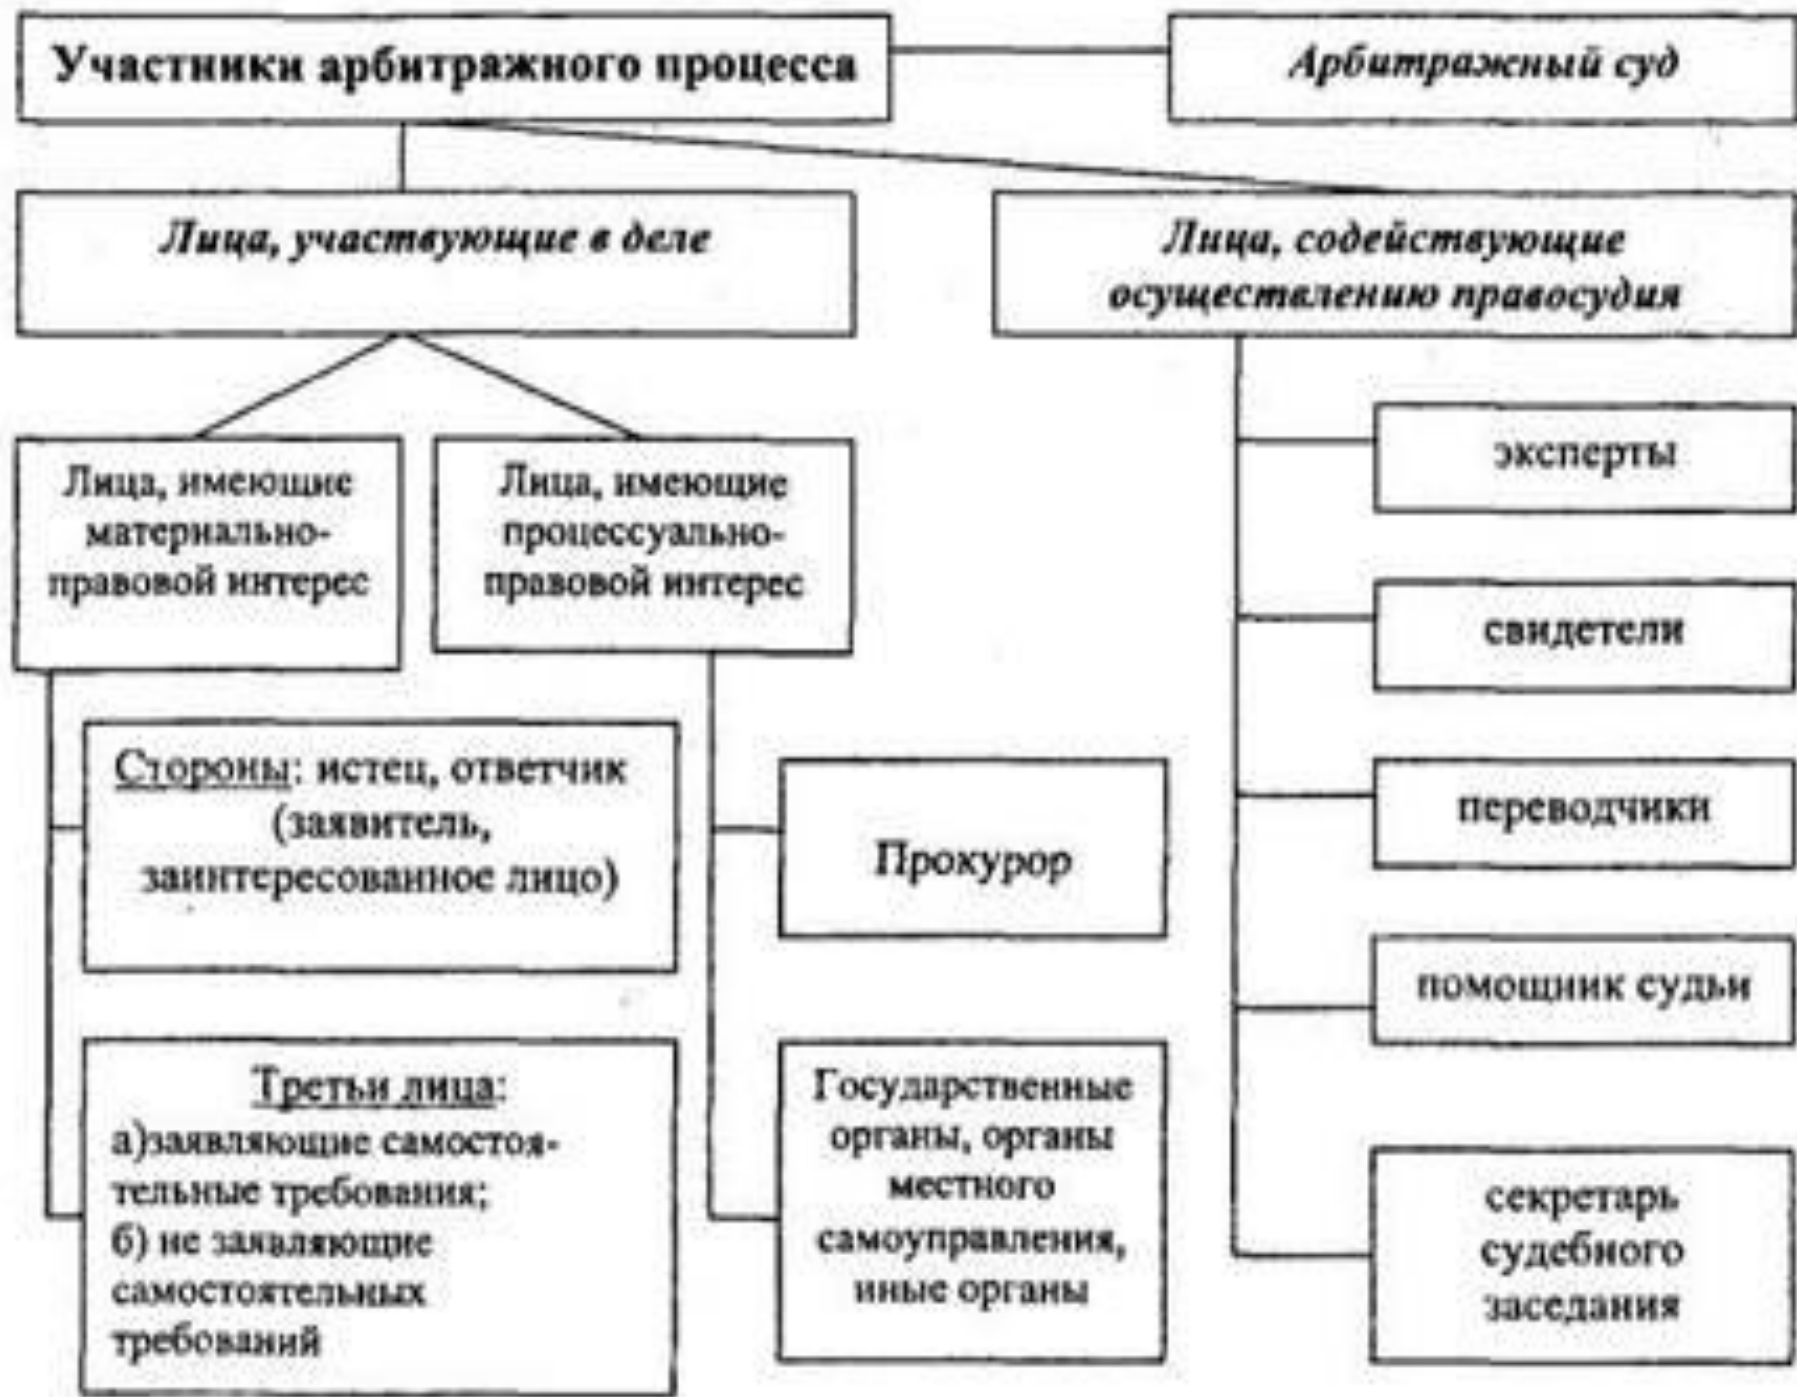 Участники арбитражного процесса
Арбитражный суд
Лица, участвующие в деле
Лица, содействующие
осуществлению правосудия
Лица, имеющие
материально-
правовой интерес
Лица, имеющие
процессуально-
правовой интерес
Стороны: истец, ответчик
(заявитель,
заинтересованное лицо)
Третьи лица:
а)заявляющие самостоя-
тельные требования;
б) не заявляющие
самостоятельных
требований
Прокурор
Государственные
органы, органы
местного
самоуправления,
иные органы
эксперты
свидетели
переводчики
помощник судьи
секретарь
судебного
заседания